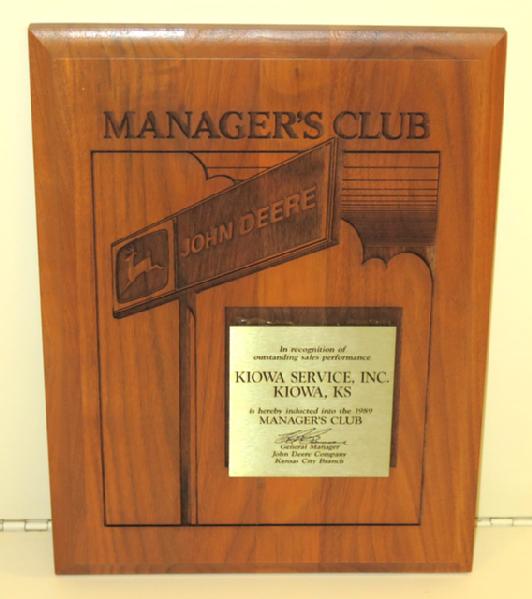 MANAGER'S CLUB
JOHN DEERE
in recognition of
outstanding sales performance
KIOWA SERVICE, INC.
KIOWA, KS
is hereby inducted into the 1989
MANAGER'S CLUB
General Manager
John Deere Company
Kansas City Branch